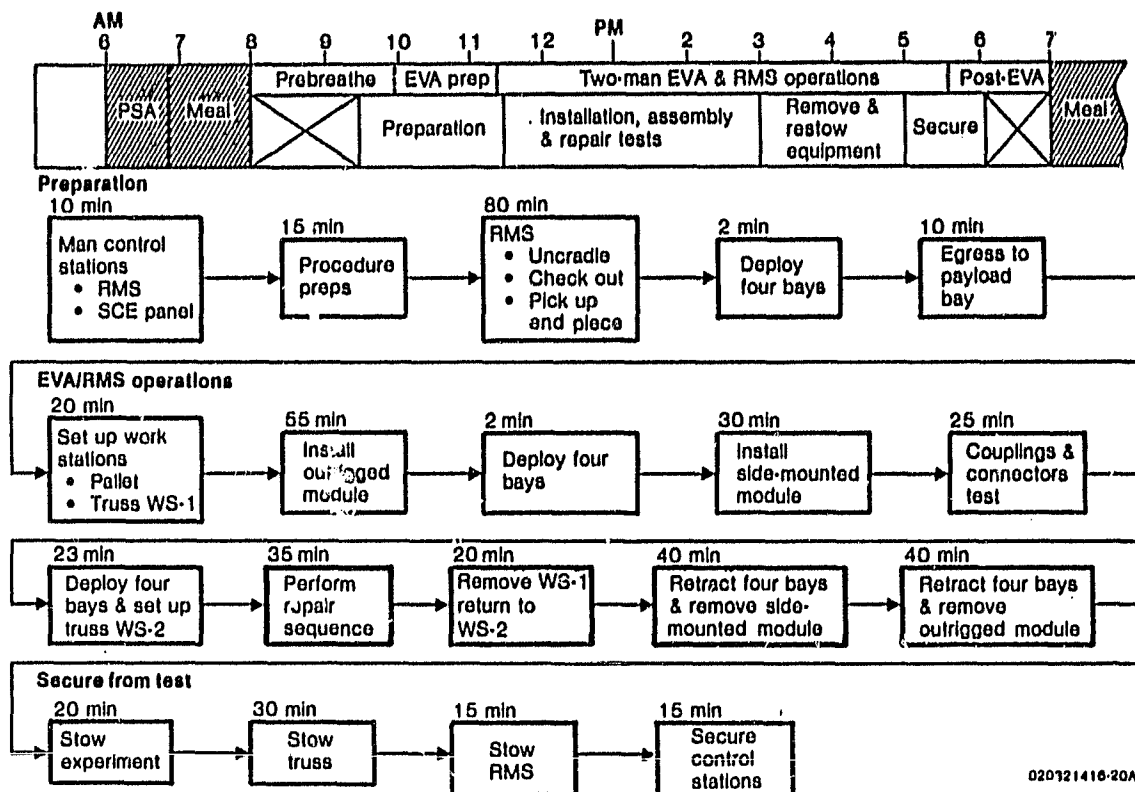 AM
PM
6 7 8 9 10 11 12 2 3 4 5 6 7
Prebreathe EVA prep Two-man EVA & RMS operations Post-EVA
PSA Meal Preparation Installation, assembly & repair tests Remove & restow equipment Secure Meal
Preparation
10 min
Man control
stations
• RMS
• SCE panel
15 min
Procedure
preps
80 min
RMS
• Uncradle
• Check out
• Pick up
end piece
2 min
Deploy
four bays
10 min
Egress to
payload
bay
EVA/RMS operations
20 min
Set up work
stations
• Pallet
• Truss WS-1
55 min
Install
outrigged
module
2 min
Deploy four
bays
30 min
Install
side-mounted
module
25 min
Couplings &
connectors
test
23 min
Deploy four
bays & set up
truss WS-2
35 min
Perform
repair
sequence
20 min
Remove WS-1
return to
WS-2
40 min
Retract four bays
& remove side-
mounted module
40 min
Retract four bays
& remove
outrigged module
Secure from test
20 min
Stow
experiment
30 min
Stow
truss
15 min
Stow
RMS
15 min
Secure
control
stations
020321416-20A